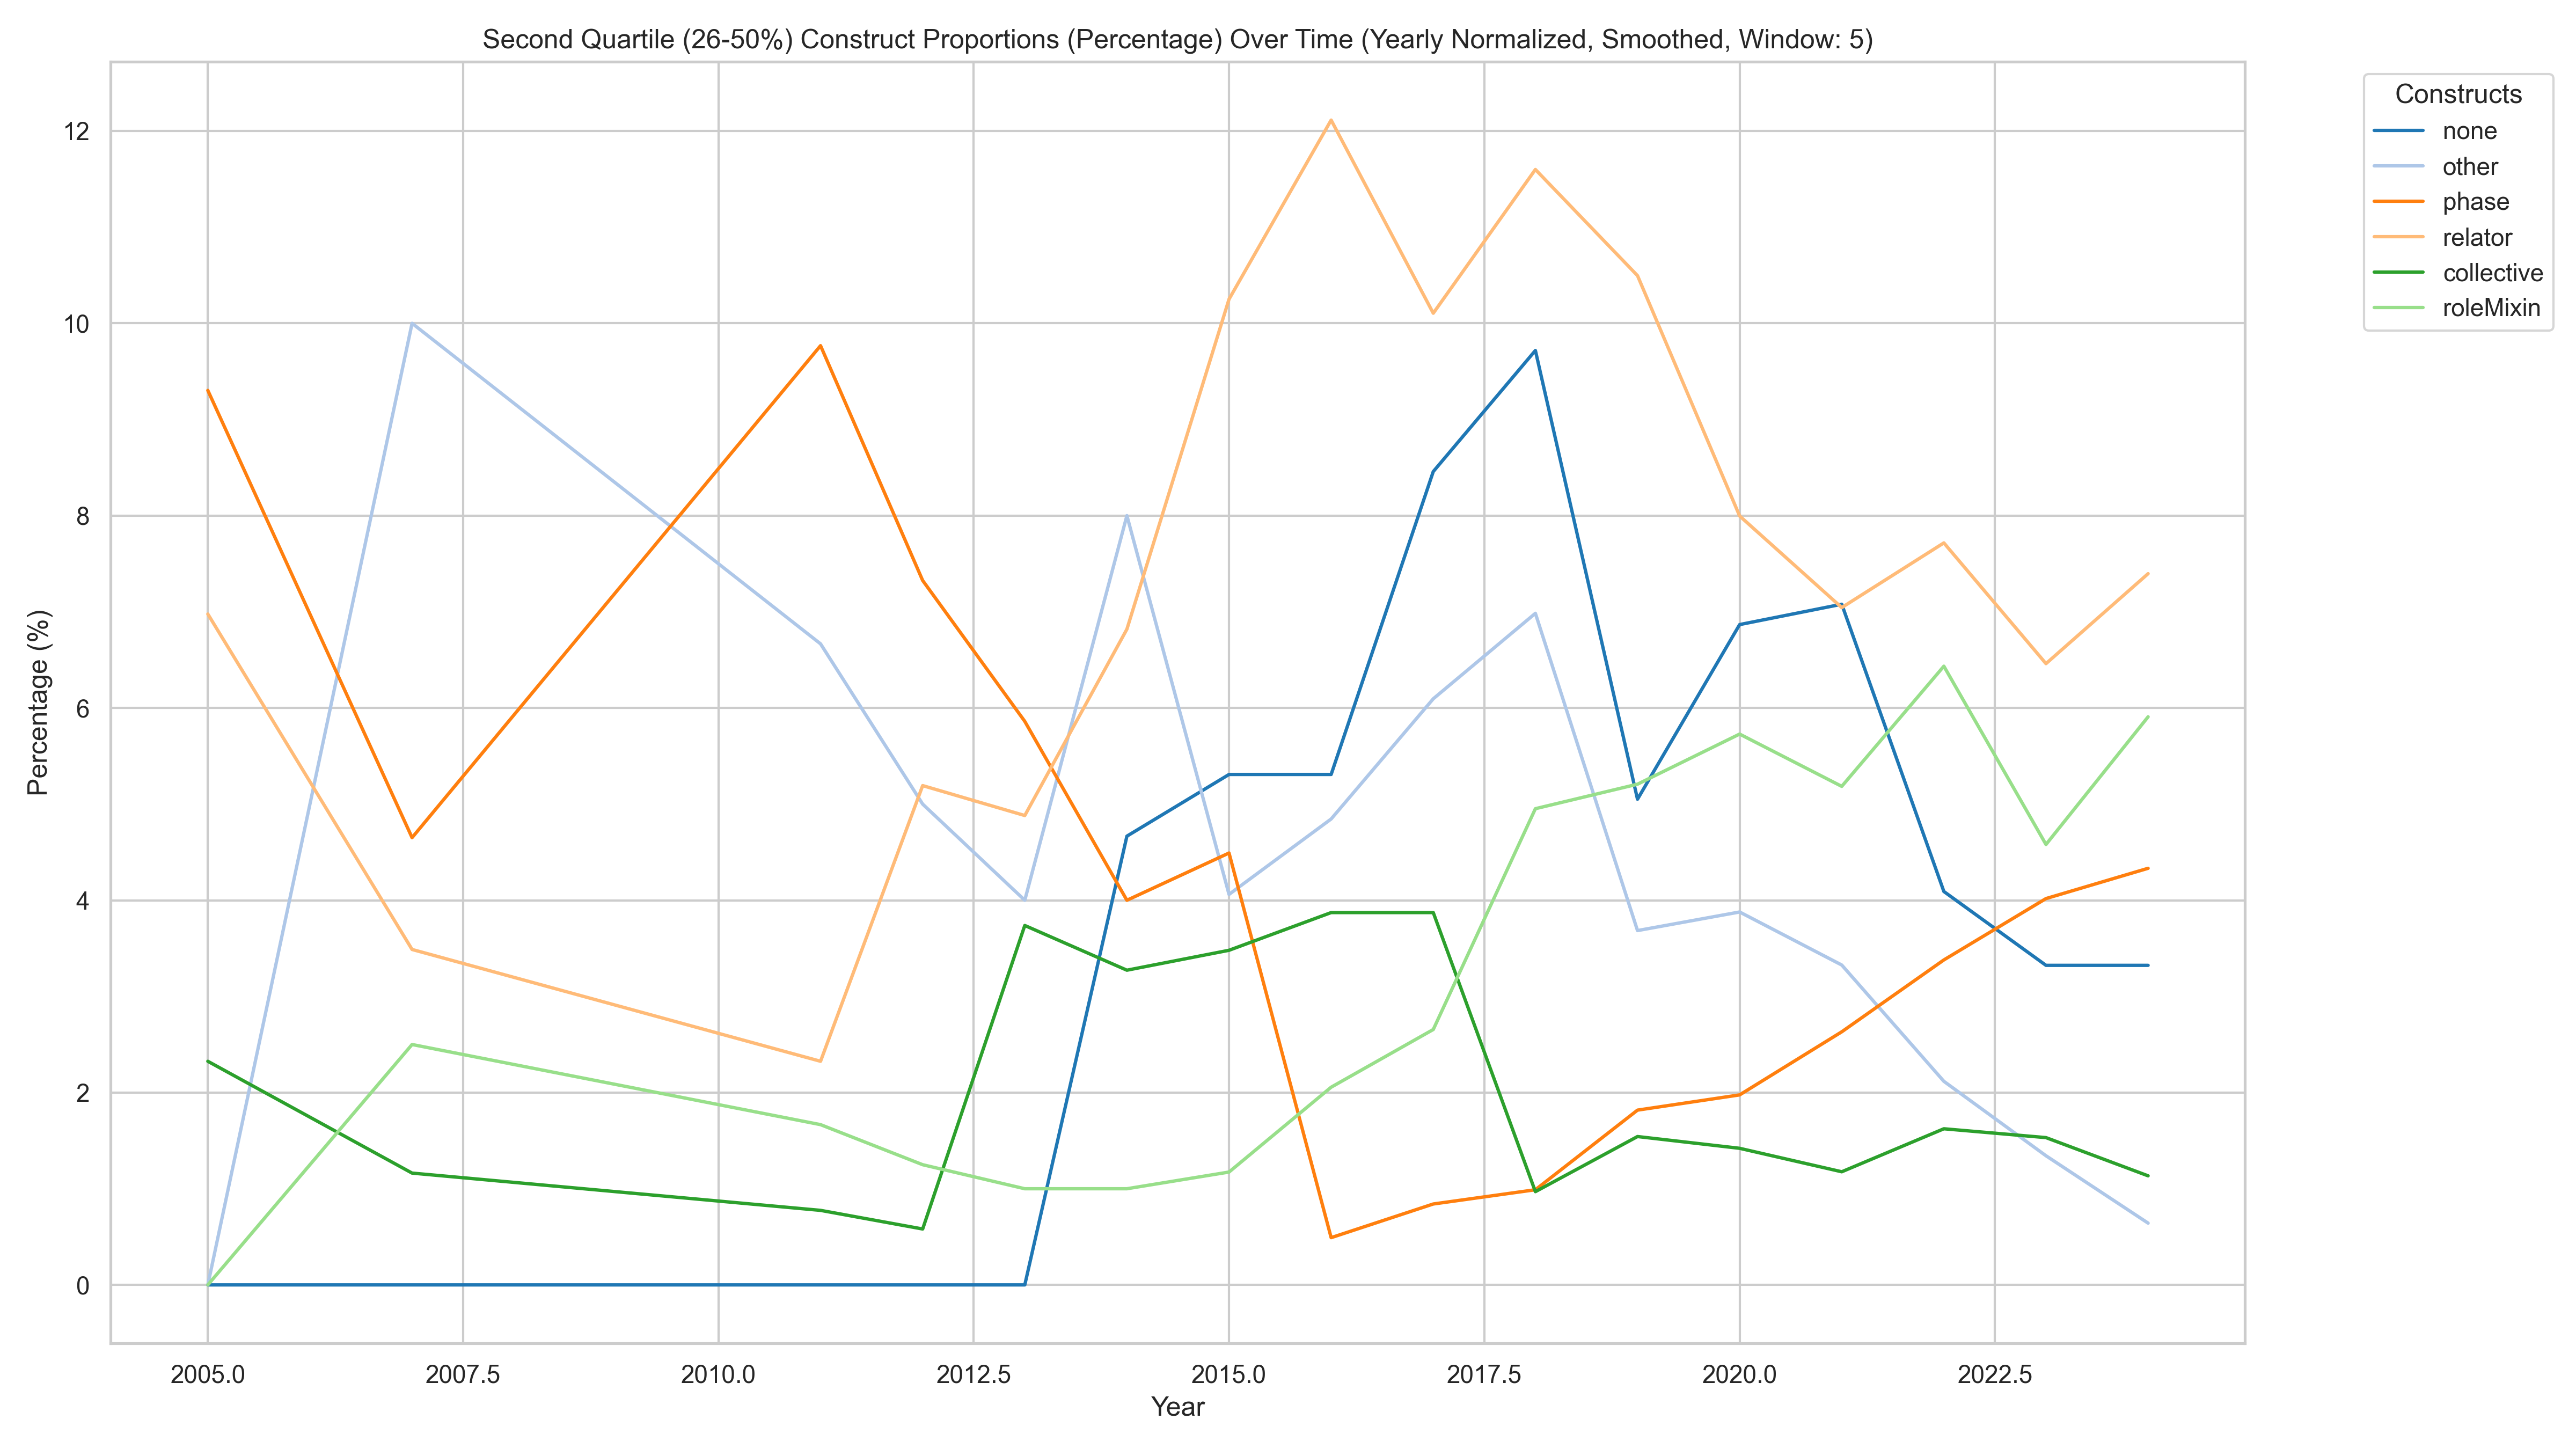 Second Quartile (26-50%) Construct Proportions (Percentage) Over Time (Yearly Normalized, Smoothed, Window: 5)
Constructs
none
other
phase
relator
collective
roleMixin
Percentage (%)
12
10
8
6
4
2
0
2005.0 2007.5 2010.0 2012.5 2015.0 2017.5 2020.0 2022.5
Year